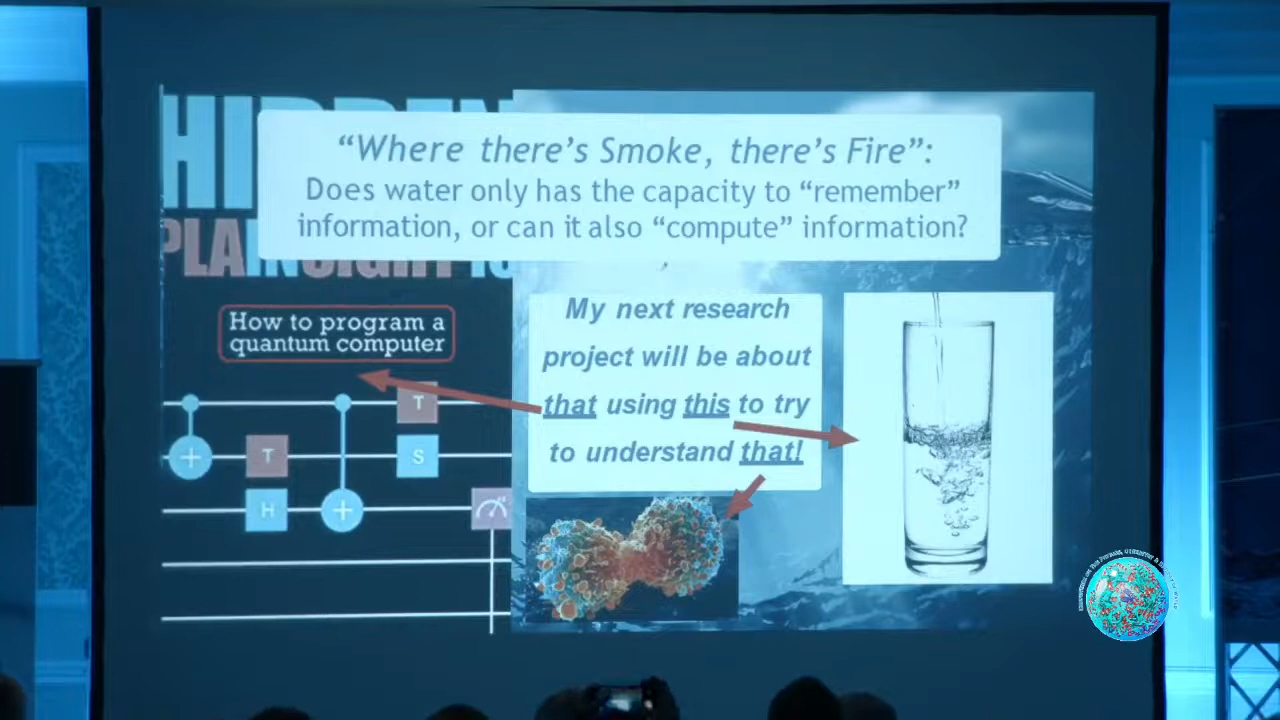 “Where there’s Smoke, there’s Fire”:
Does water only has the capacity to “remember”
information, or can it also “compute” information?
How to program a
quantum computer
T
T
S
H
My next research
project will be about
that using this to try
to understand that!